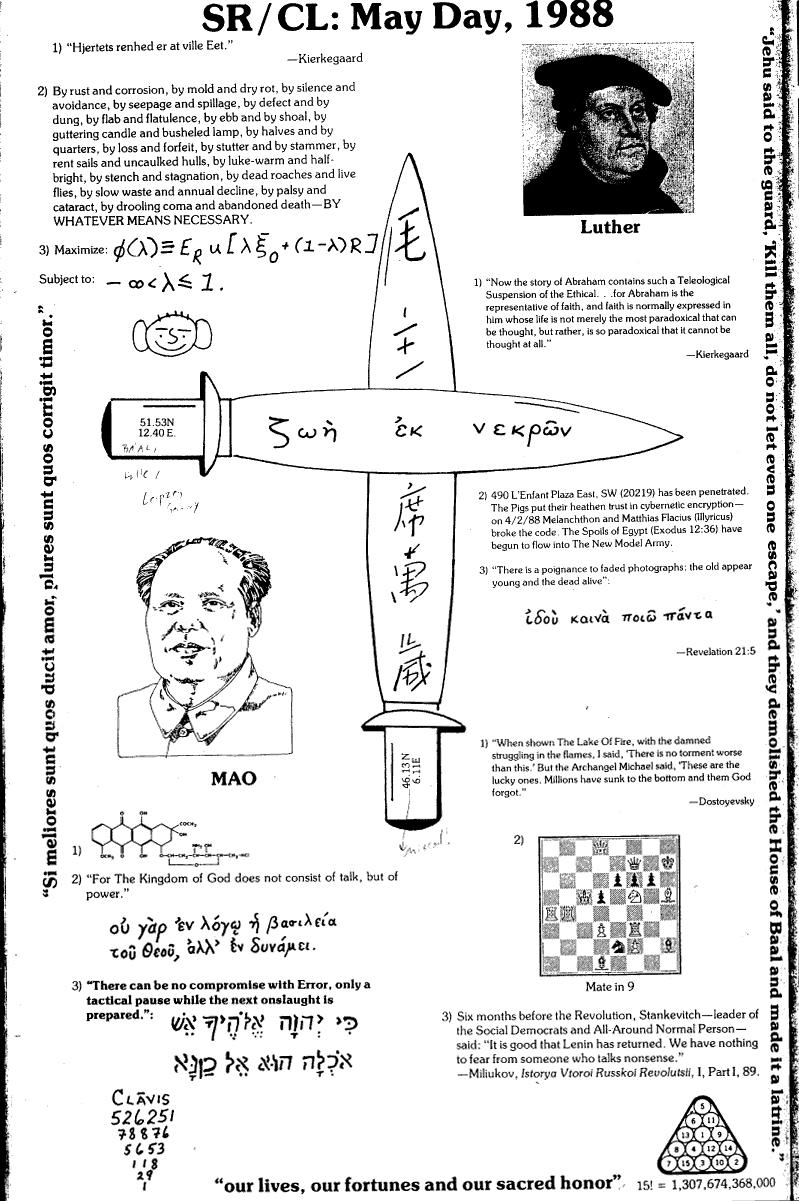 SR/CL: May Day, 1988
1) “Hjertets renhed er at ville Eet.”
—Kierkegaard
2) By rust and corrosion, by mold and dry rot, by silence and
avoidance, by seepage and spillage, by defect and by
dung, by flab and flatulence, by ebb and by shoal, by
guttering candle and busheled lamp, by halves and by
quarters, by loss and forfeit, by stutter and by stammer, by
rent sails and uncaulked hulls, by luke-warm and half-
bright, by stench and stagnation, by dead roaches and live
flies, by slow waste and annual decline, by palsy and
cataract, by drooling coma and abandoned death—BY
WHATEVER MEANS NECESSARY.
3) Maximize: φ(λ)≡E_R u[λξ̄₀+(1-λ)R]
Subject to: -∞<λ≤1.
Luther
1) “Now the story of Abraham contains such a Teleological
Suspension of the Ethical. . .for Abraham is the
representative of faith, and faith is normally expressed in
him whose life is not merely the most paradoxical that can
be thought, but rather, is so paradoxical that it cannot be
thought at all.”
—Kierkegaard
毛
主
51.53N
12.40 E.
BA'AL
Leipzig
ζωὴ ἐκ νεκρῶν
席
萬
歲
46.13N
6.11E
2) 490 L'Enfant Plaza East, SW (20219) has been penetrated.
The Pigs put their heathen trust in cybernetic encryption—
on 4/2/88 Melanchthon and Matthias Flacius (Illyricus)
broke the code. The Spoils of Egypt (Exodus 12:36) have
begun to flow into The New Model Army.
3) “There is a poignance to faded photographs: the old appear
young and the dead alive”:
ἰδοὺ καινὰ ποιῶ πάντα
—Revelation 21:5
MAO
1) “When shown The Lake Of Fire, with the damned
struggling in the flames, I said, ‘There is no torment worse
than this.’ But the Archangel Michael said, ‘These are the
lucky ones. Millions have sunk to the bottom and them God
forgot.”
—Dostoyevsky
1)
2) “For The Kingdom of God does not consist of talk, but of
power.”
οὐ γὰρ ἐν λόγῳ ἡ βασιλεία
τοῦ Θεοῦ, ἀλλ' ἐν δυνάμει.
3) “There can be no compromise with Error, only a
tactical pause while the next onslaught is
prepared.”:
כִּי יְהוָה אֱלֹהֶיךָ אֵשׁ
אֹכְלָה הוּא אֵל קַנָּא
CLĀVIS
526251
78876
5653
118
29
1
2)
Mate in 9
3) Six months before the Revolution, Stankevitch—leader of
the Social Democrats and All-Around Normal Person—
said: “It is good that Lenin has returned. We have nothing
to fear from someone who talks nonsense.”
—Miliukov, Istorya Vtoroi Russkoi Revolutsii, I, Part I, 89.
5
6 11
13 1 9
8 4 12 14
7 15 3 10 2
“our lives, our fortunes and our sacred honor”
15! = 1,307,674,368,000
“Si meliores sunt quos ducit amor, plures sunt quos corrigit timor.”
“Jehu said to the guard, ‘Kill them all, do not let even one escape,’ and they demolished the House of Baal and made it a latrine.”